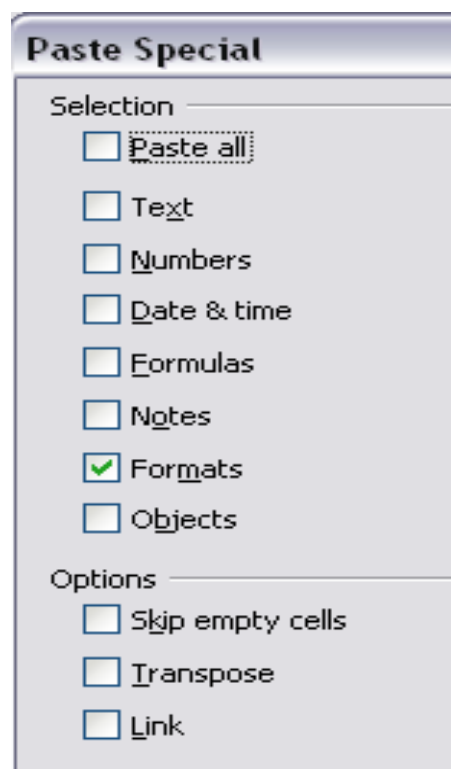 Paste Special
Selection
Paste all
Text
Numbers
Date & time
Formulas
Notes
Formats
Objects
Options
Skip empty cells
Transpose
Link